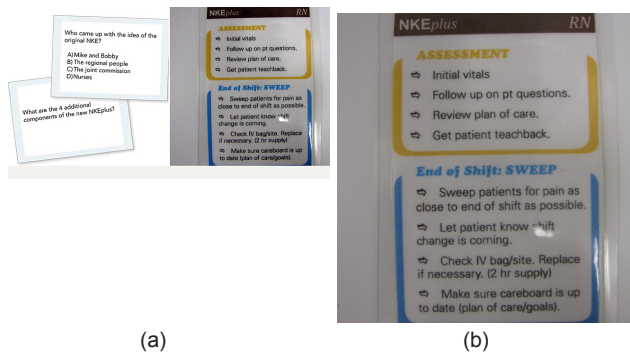 Who came up with the idea of the
original NKE?
A)Mike and Bobby
B)The regional people
C)The joint commission
D)Nurses
What are the 4 additional
components of the new NKEplus?
NKEplus RN
ASSESSMENT
⇨ Initial vitals
⇨ Follow up on pt questions.
⇨ Review plan of care.
⇨ Get patient teachback.
End of Shift: SWEEP
⇨ Sweep patients for pain as
close to end of shift as possible.
⇨ Let patient know shift
change is coming.
⇨ Check IV bag/site. Replace
if necessary. (2 hr supply)
⇨ Make sure careboard is up
to date (plan of care/goals).
(a)
NKEplus RN
ASSESSMENT
⇨ Initial vitals
⇨ Follow up on pt questions.
⇨ Review plan of care.
⇨ Get patient teachback.
End of Shift: SWEEP
⇨ Sweep patients for pain as
close to end of shift as possible.
⇨ Let patient know shift
change is coming.
⇨ Check IV bag/site. Replace
if necessary. (2 hr supply)
⇨ Make sure careboard is up
to date (plan of care/goals).
(b)